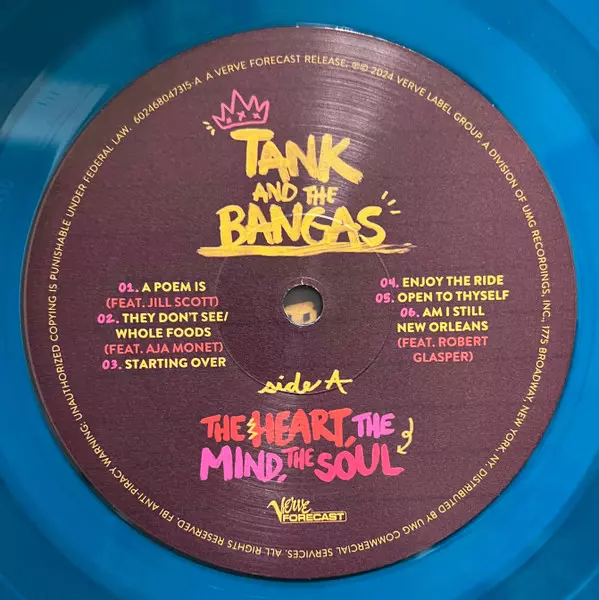 TANK
AND THE
BANGAS
01. A POEM IS
(FEAT. JILL SCOTT)
02. THEY DON'T SEE/
WHOLE FOODS
(FEAT. AJA MONET)
03. STARTING OVER
04. ENJOY THE RIDE
05. OPEN TO THYSELF
06. AM I STILL
NEW ORLEANS
(FEAT. ROBERT
GLASPER)
side A
THE HEART, THE
MIND, THE SOUL
Verve
FORECAST
602468047315-A A VERVE FORECAST RELEASE; ℗© 2024 VERVE LABEL GROUP, A DIVISION OF UMG RECORDINGS, INC., 1775 BROADWAY, NEW YORK, NY. DISTRIBUTED BY UMG COMMERCIAL SERVICES. ALL RIGHTS RESERVED. FBI ANTI-PIRACY WARNING: UNAUTHORIZED COPYING IS PUNISHABLE UNDER FEDERAL LAW.